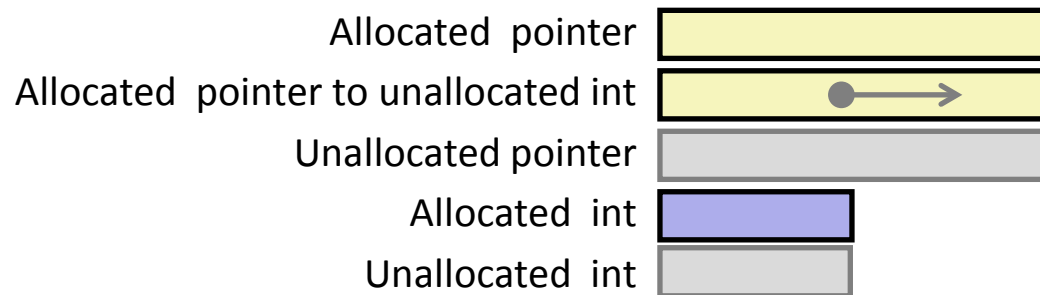 Allocated pointer
Allocated pointer to unallocated int
Unallocated pointer
Allocated int
Unallocated int